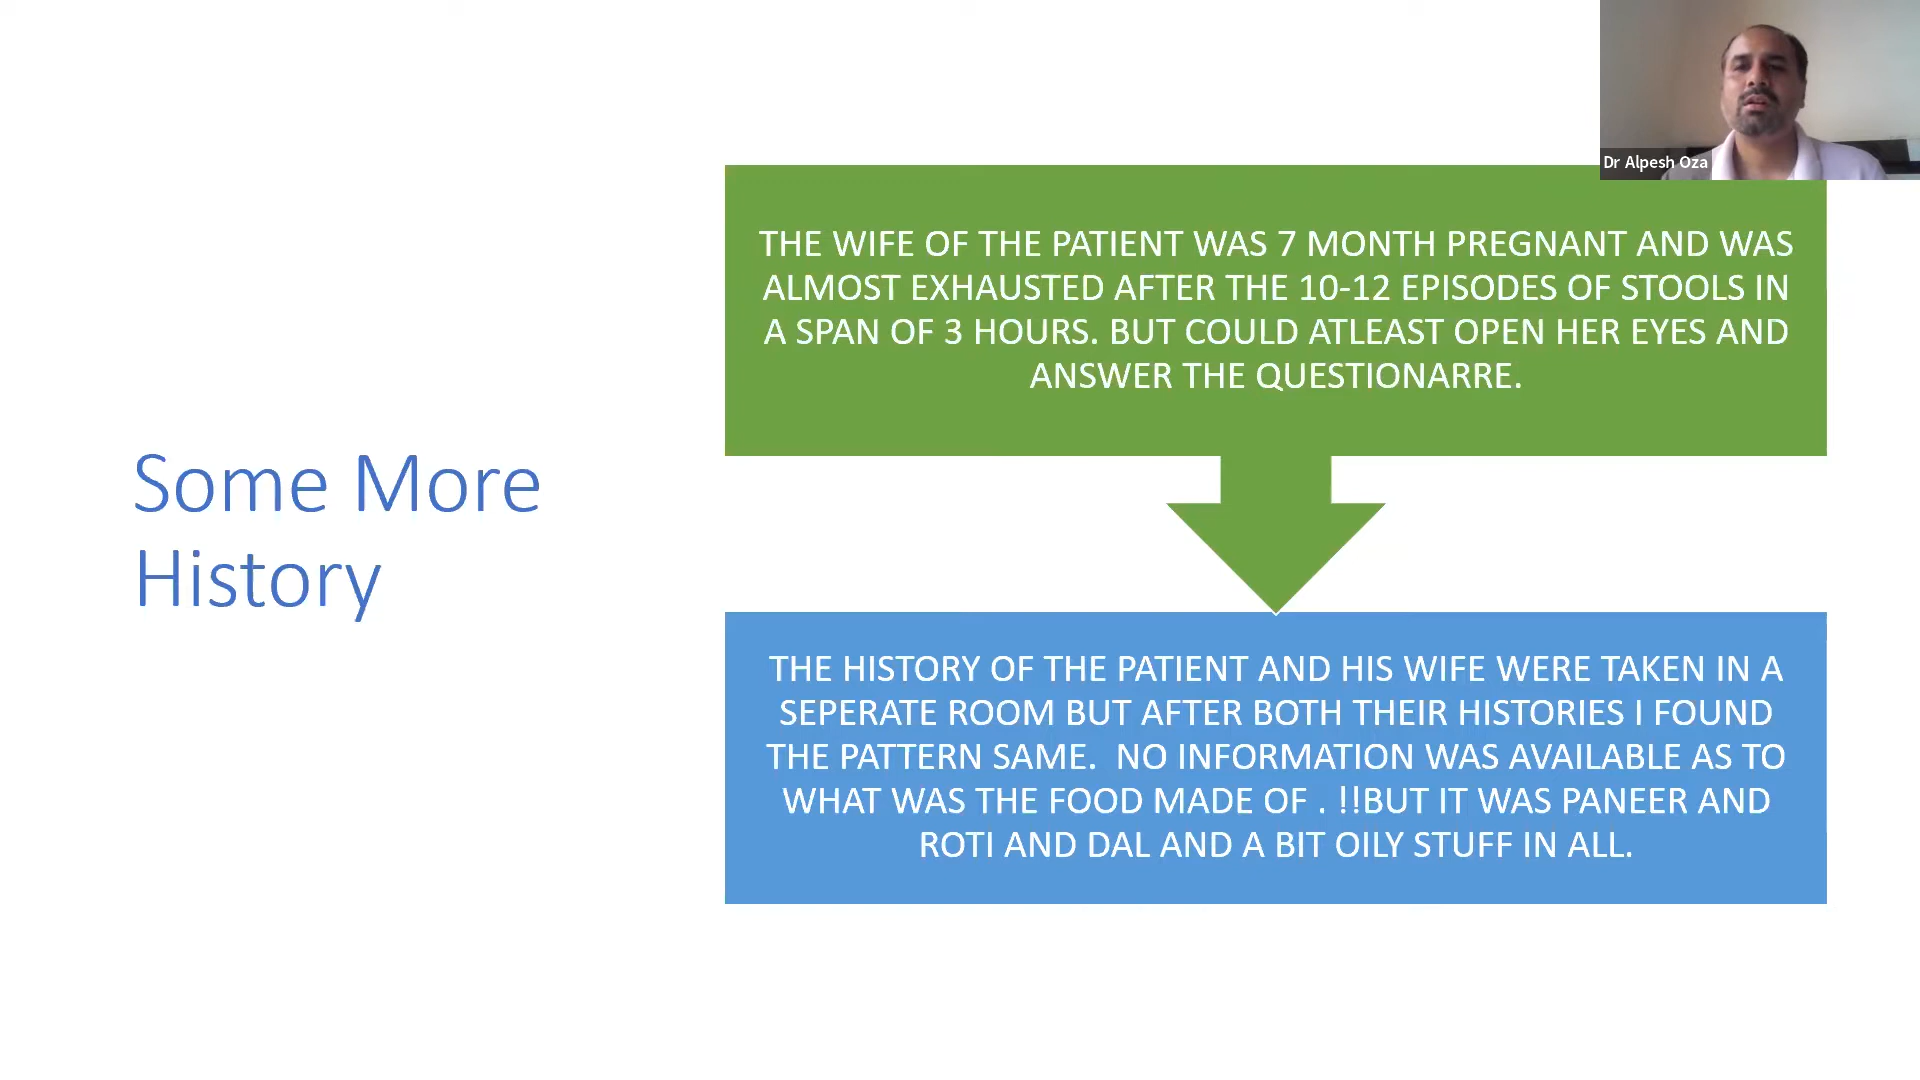 Dr Alpesh Oza
THE WIFE OF THE PATIENT WAS 7 MONTH PREGNANT AND WAS
ALMOST EXHAUSTED AFTER THE 10-12 EPISODES OF STOOLS IN
A SPAN OF 3 HOURS. BUT COULD ATLEAST OPEN HER EYES AND
ANSWER THE QUESTIONARRE.
Some More
History
THE HISTORY OF THE PATIENT AND HIS WIFE WERE TAKEN IN A
SEPERATE ROOM BUT AFTER BOTH THEIR HISTORIES I FOUND
THE PATTERN SAME.  NO INFORMATION WAS AVAILABLE AS TO
WHAT WAS THE FOOD MADE OF . !!BUT IT WAS PANEER AND
ROTI AND DAL AND A BIT OILY STUFF IN ALL.